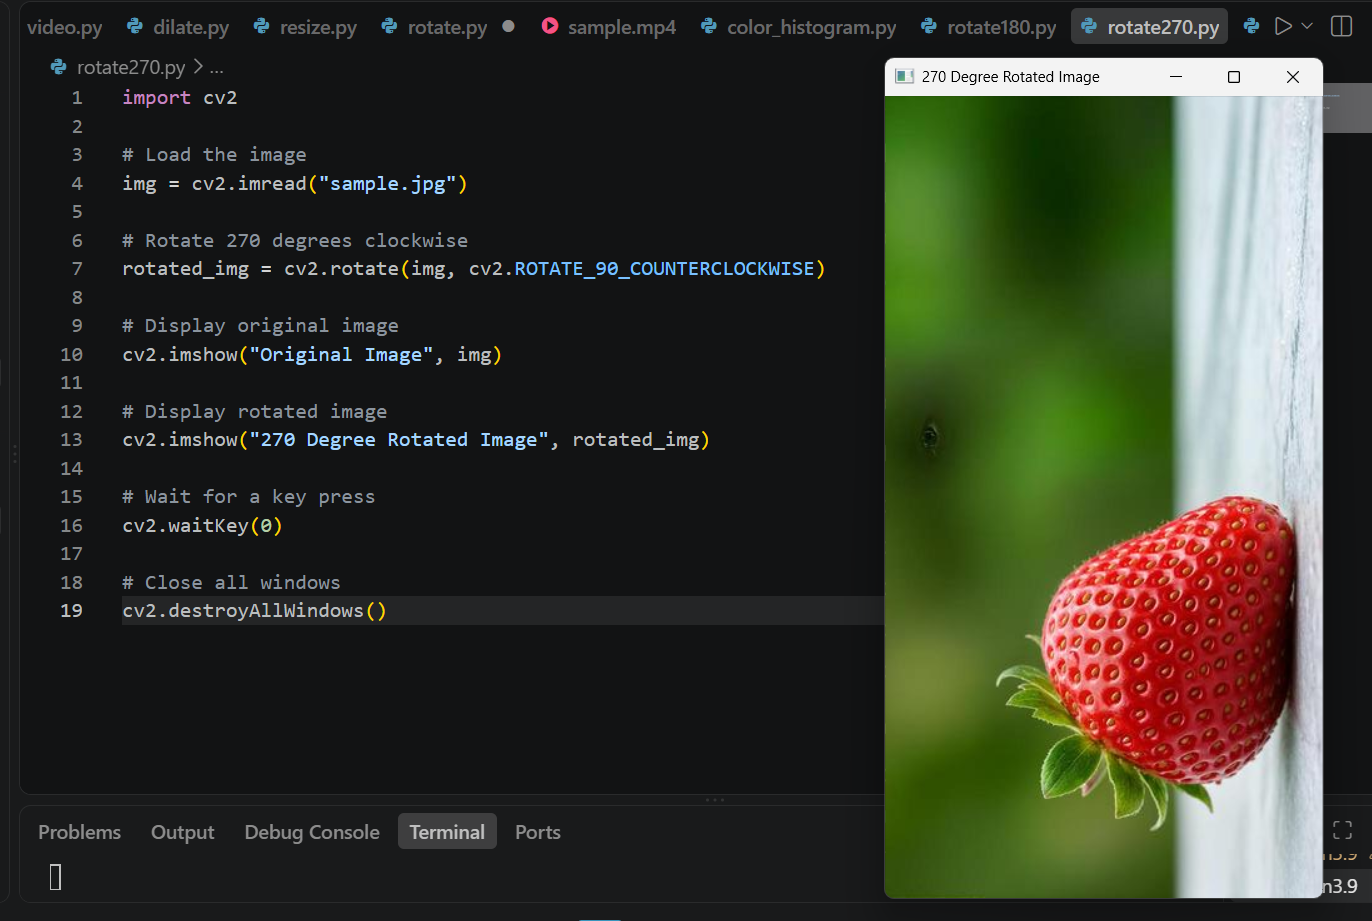 video.py dilate.py resize.py rotate.py sample.mp4 color_histogram.py rotate180.py rotate270.py
rotate270.py > ...
270 Degree Rotated Image
1 import cv2
2
3 # Load the image
4 img = cv2.imread("sample.jpg")
5
6 # Rotate 270 degrees clockwise
7 rotated_img = cv2.rotate(img, cv2.ROTATE_90_COUNTERCLOCKWISE)
8
9 # Display original image
10 cv2.imshow("Original Image", img)
11
12 # Display rotated image
13 cv2.imshow("270 Degree Rotated Image", rotated_img)
14
15 # Wait for a key press
16 cv2.waitKey(0)
17
18 # Close all windows
19 cv2.destroyAllWindows()
Problems Output Debug Console Terminal Ports
n3.9